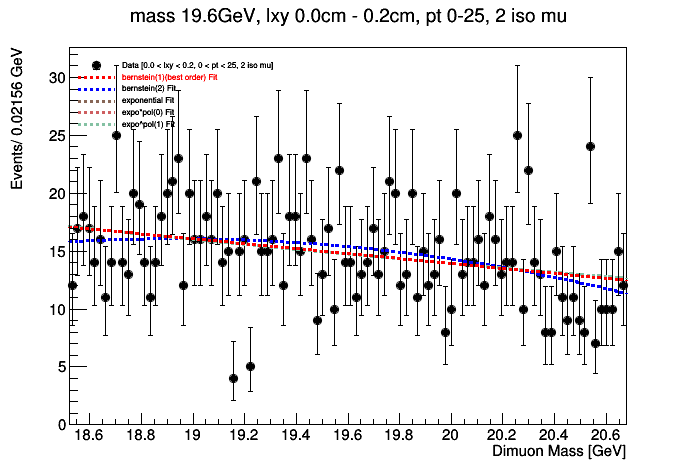 mass 19.6GeV, lxy 0.0cm - 0.2cm, pt 0-25, 2 iso mu
Events/ 0.02156 GeV
Data [0.0 < lxy < 0.2, 0 < pt < 25, 2 iso mu]
bernstein(1)(best order) Fit
bernstein(2) Fit
exponential Fit
expo*pol(0) Fit
expo*pol(1) Fit
30
25
20
15
10
5
0
18.6 18.8 19 19.2 19.4 19.6 19.8 20 20.2 20.4 20.6
Dimuon Mass [GeV]